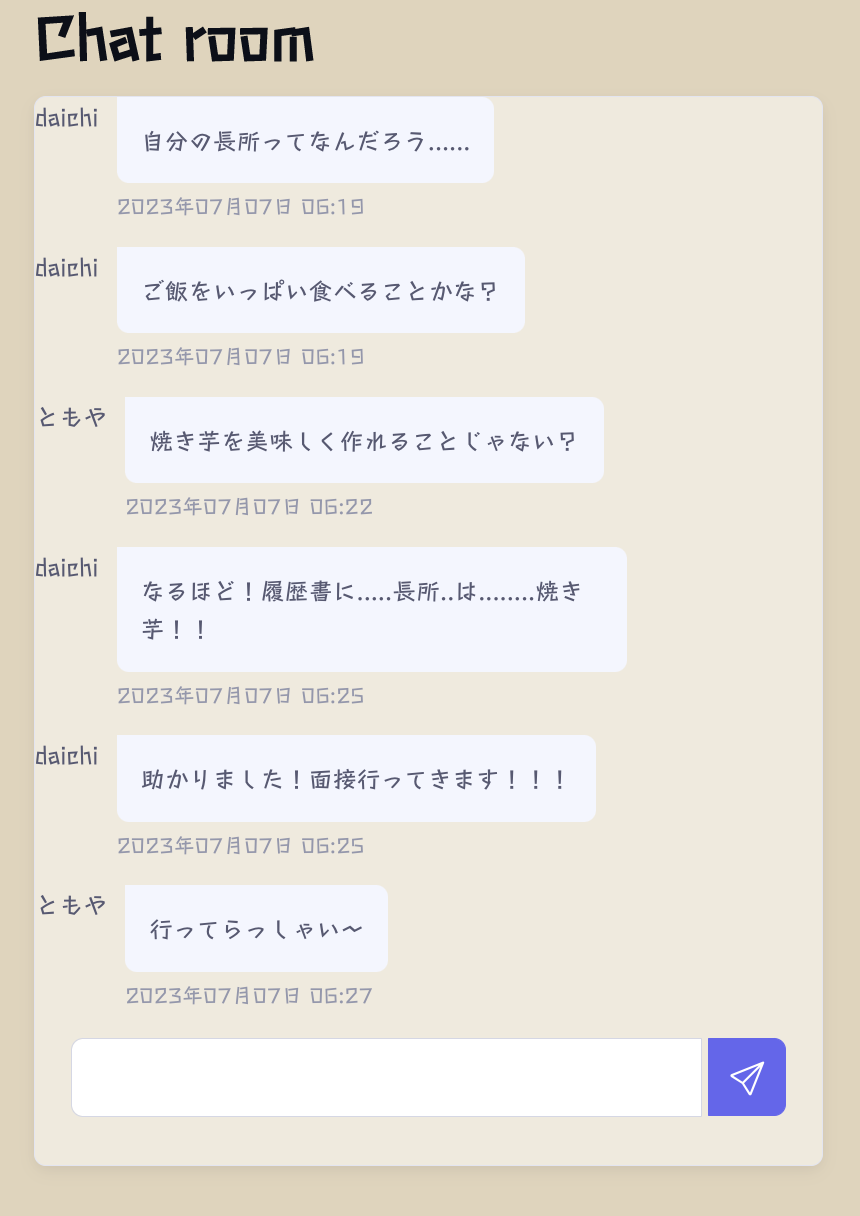 Chat room
daichi
自分の長所ってなんだろう......
2023年07月07日 06:19
daichi
ご飯をいっぱい食べることかな？
2023年07月07日 06:19
ともや
焼き芋を美味しく作れることじゃない？
2023年07月07日 06:22
daichi
なるほど！履歴書に.....長所..は........焼き
芋！！
2023年07月07日 06:25
daichi
助かりました！面接行ってきます！！！
2023年07月07日 06:25
ともや
行ってらっしゃい〜
2023年07月07日 06:27